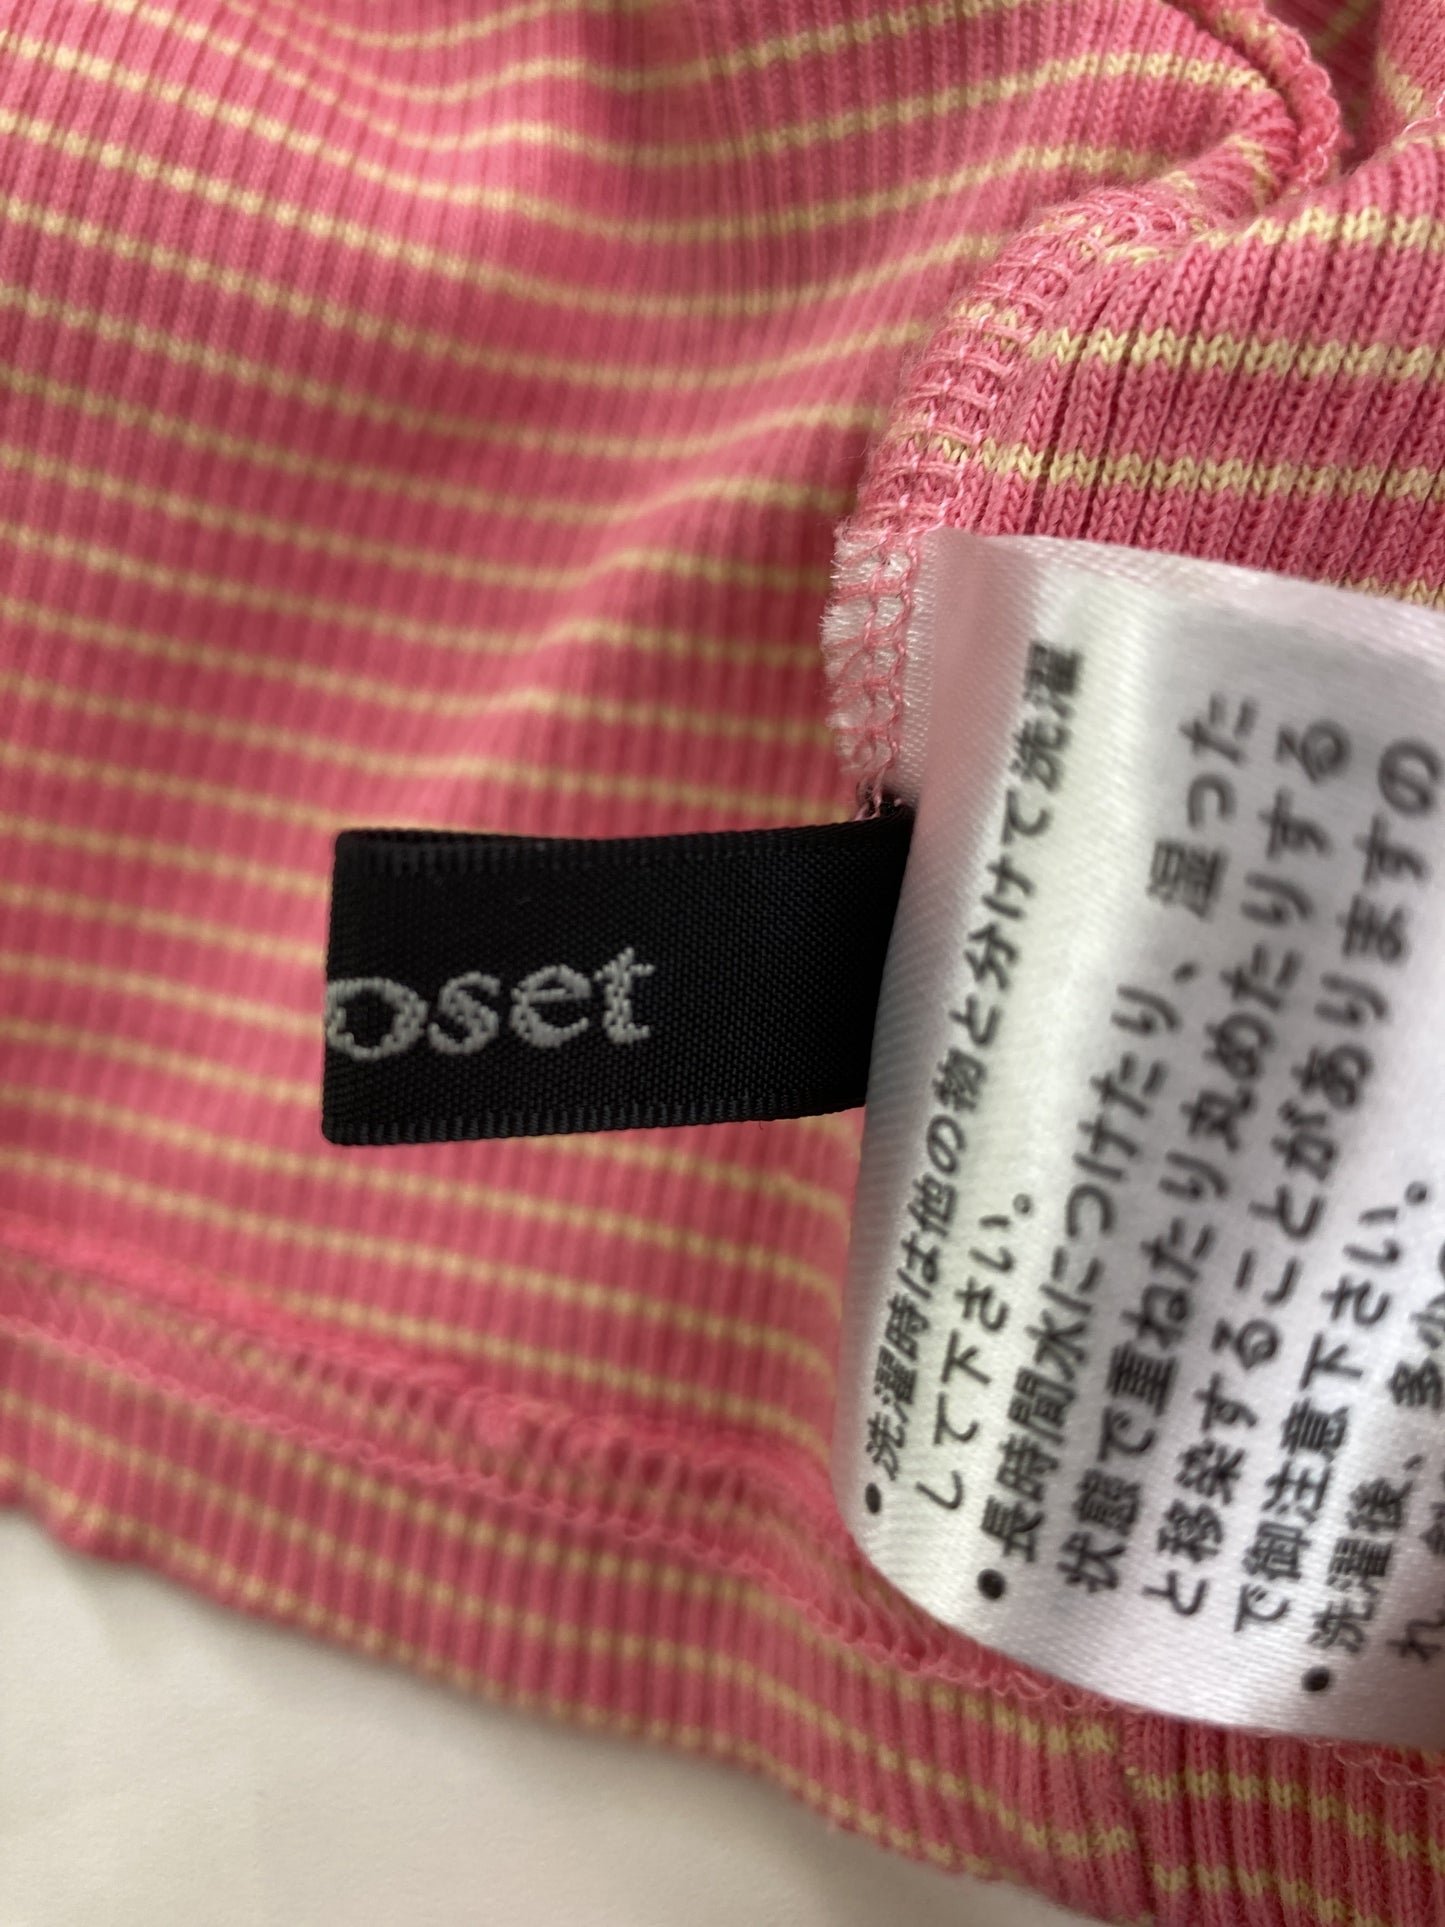 oset
・洗濯時は他の物と分けて洗濯
して下さい。
・長時間水につけたり、湿った
状態で重ねたり丸めたりする
と移染することがありますの
で御注意下さい。
・洗濯後、多少